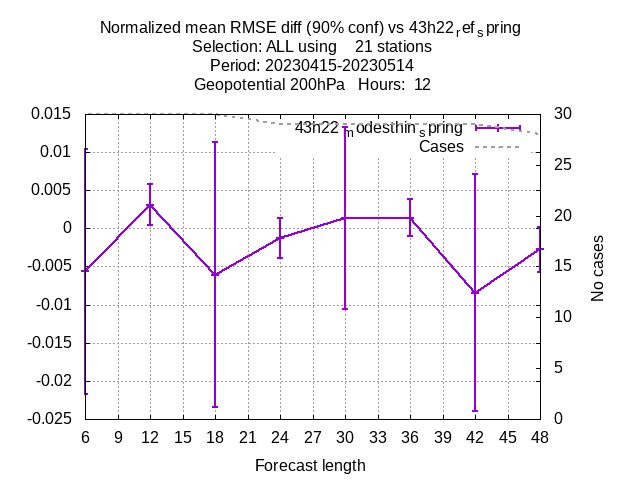 Normalized mean RMSE diff (90% conf) vs 43h22refspring
Selection: ALL using 21 stations
Period: 20230415-20230514
Geopotential 200hPa Hours: 12
43h22nodesthinspring
Cases
0.015
0.01
0.005
0
-0.005
-0.01
-0.015
-0.02
-0.025
30
25
20
15
10
5
0
No cases
6 9 12 15 18 21 24 27 30 33 36 39 42 45 48
Forecast length